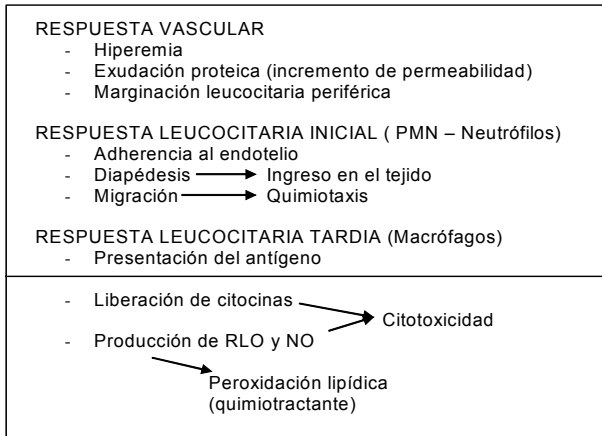 RESPUESTA VASCULAR
- Hiperemia
- Exudación proteica (incremento de permeabilidad)
- Marginación leucocitaria periférica
RESPUESTA LEUCOCITARIA INICIAL ( PMN – Neutrófilos)
- Adherencia al endotelio
- Diapédesis Ingreso en el tejido
- Migración Quimiotaxis
RESPUESTA LEUCOCITARIA TARDIA (Macrófagos)
- Presentación del antígeno
- Liberación de citocinas
Citotoxicidad
- Producción de RLO y NO
Peroxidación lipídica
(quimiotractante)